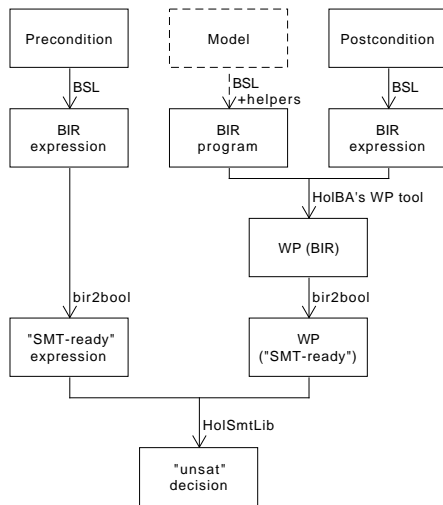 Precondition
Model
Postcondition
BSL
BSL
+helpers
BSL
BIR
expression
BIR
program
BIR
expression
HolBA's WP tool
WP (BIR)
bir2bool
bir2bool
"SMT-ready"
expression
WP
("SMT-ready")
HolSmtLib
"unsat"
decision